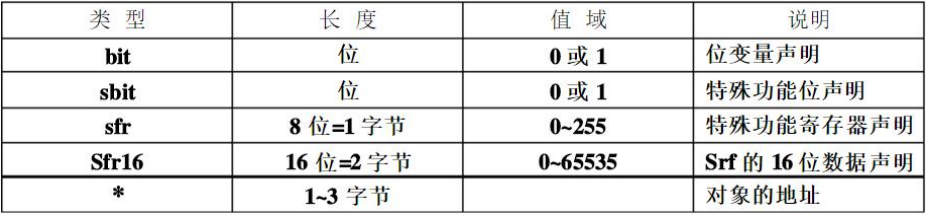 类 型 长 度 值 域 说明
bit 位 0 或 1 位变量声明
sbit 位 0 或 1 特殊功能位声明
sfr 8 位=1 字节 0~255 特殊功能寄存器声明
Sfr16 16 位=2 字节 0~65535 Srf 的 16 位数据声明
* 1~3 字节 对象的地址